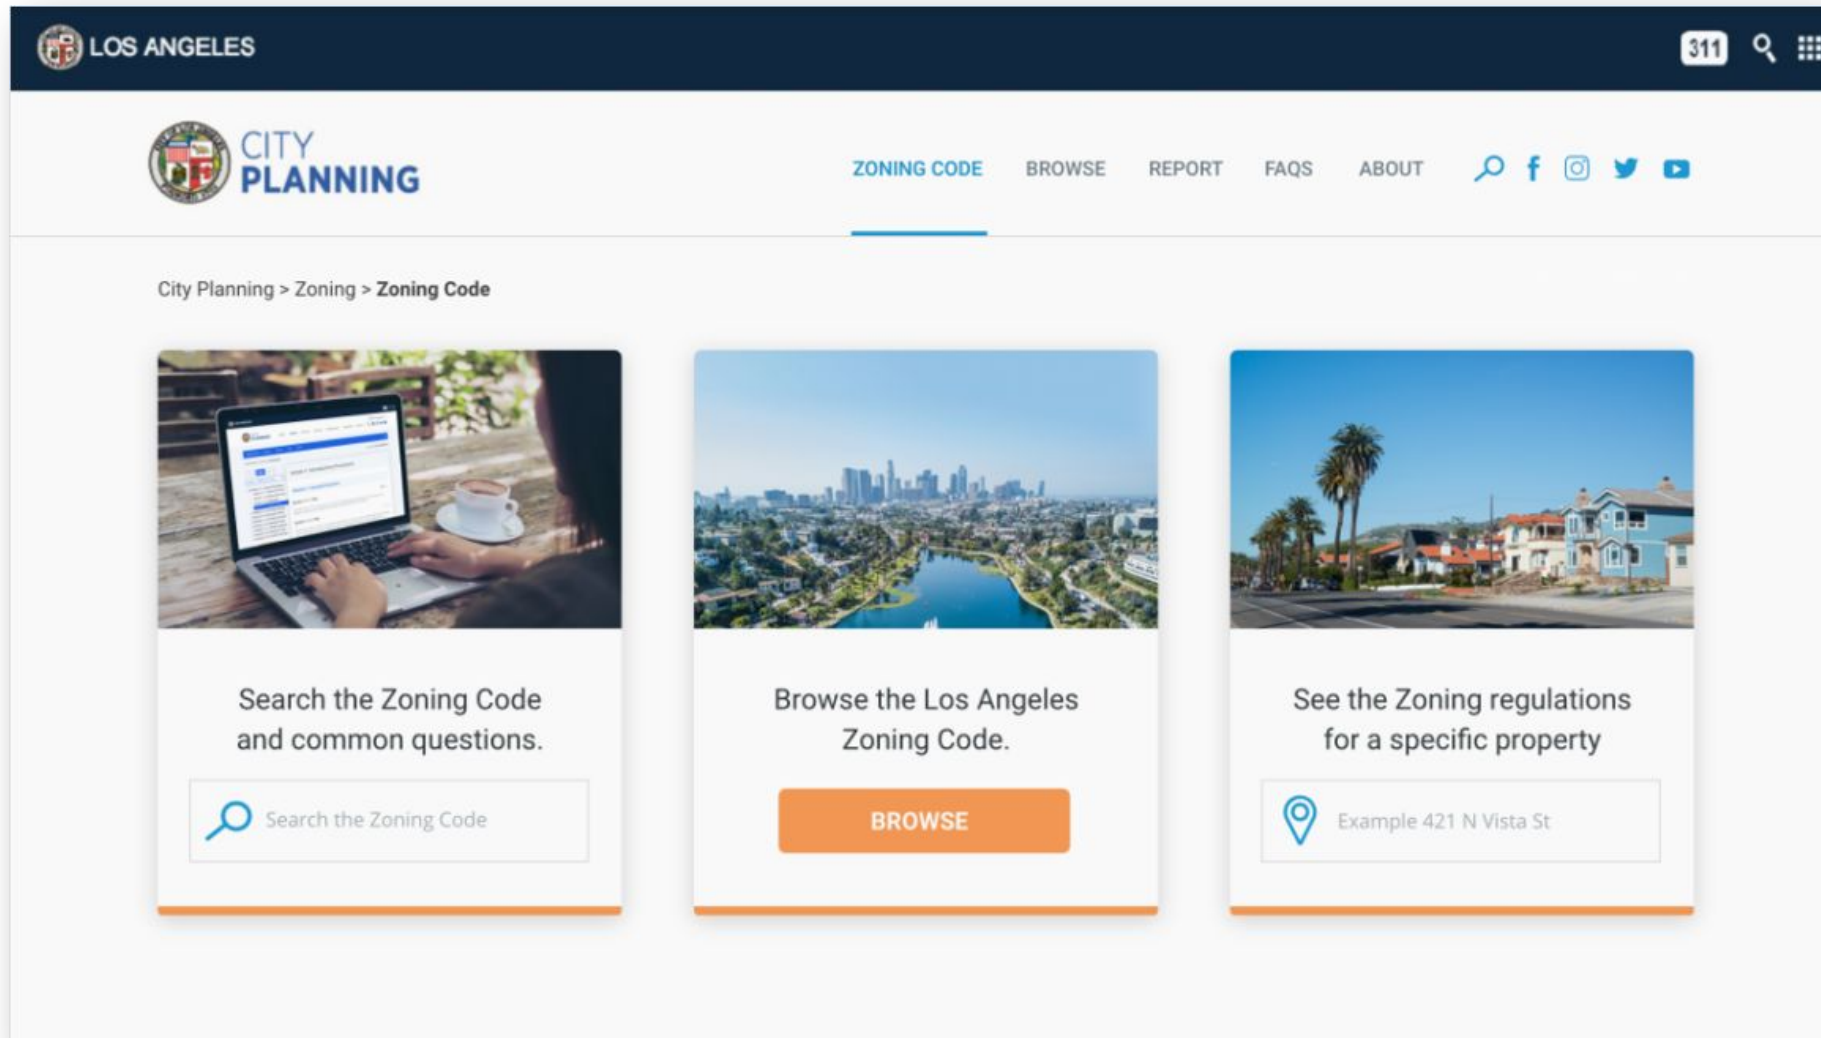 LOS ANGELES
311
CITY
PLANNING
ZONING CODE BROWSE REPORT FAQS ABOUT
City Planning > Zoning > Zoning Code
Search the Zoning Code
and common questions.
Search the Zoning Code
Browse the Los Angeles
Zoning Code.
BROWSE
See the Zoning regulations
for a specific property
Example 421 N Vista St